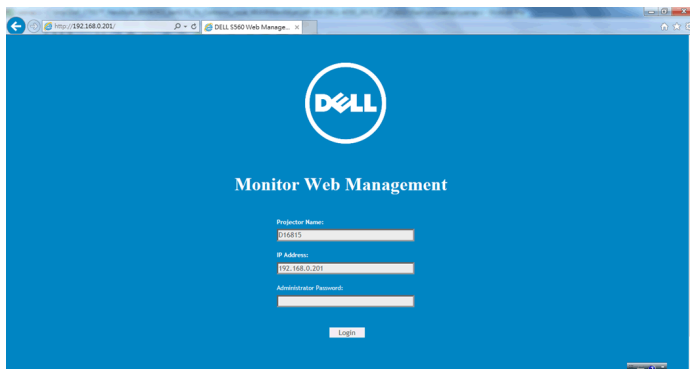 http://192.168.0.201/
DELL S560 Web Manage...
DELL
Monitor Web Management
Projector Name:
D16815
IP Address:
192.168.0.201
Administrator Password:
Login